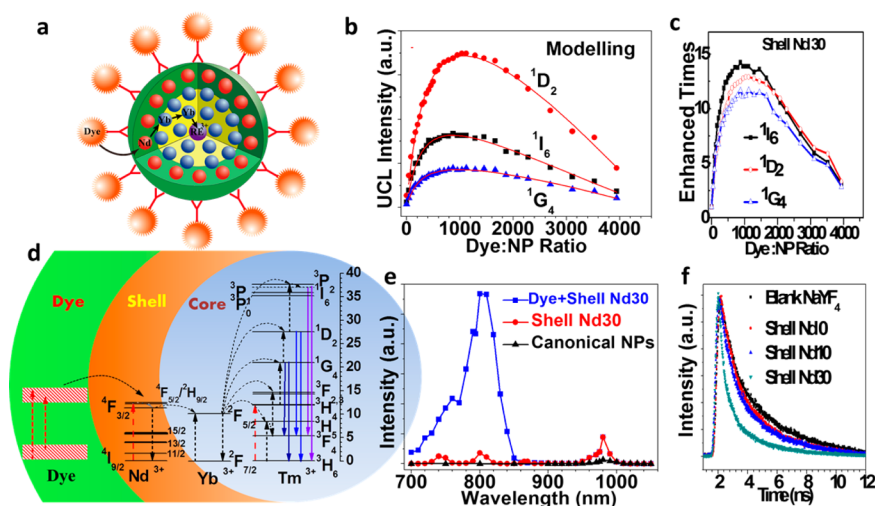 a
Dye
Nd
Yb
Yb
RE3+
b
Modelling
UCL Intensity (a.u.)
1D2
1I6
1G4
0 1000 2000 3000 4000
Dye:NP Ratio
c
Shell Nd30
Enhanced Times
15
10
5
0
1I6
1D2
1G4
0 1000 2000 3000 4000
Dye:NP Ratio
d
Dye
Shell
Core
4F5/2/2H9/2
4F3/2
15/2
13/2
11/2
4I9/2
Dye
Nd3+
2F5/2
2F7/2
Yb3+
3P2
1I6
3P1
3P0
1D2
1G4
3F2,3
3H4
3H5
3F4
3H6
Tm3+
40
35
30
25
20
15
10
5
0
e
Dye+Shell Nd30
Shell Nd30
Canonical NPs
Intensity (a.u.)
700 800 900 1000
Wavelength (nm)
f
Blank NaYF4
Shell Nd0
Shell Nd10
Shell Nd30
Intensity (a.u.)
2 4 6 8 10 12
Time(ns)